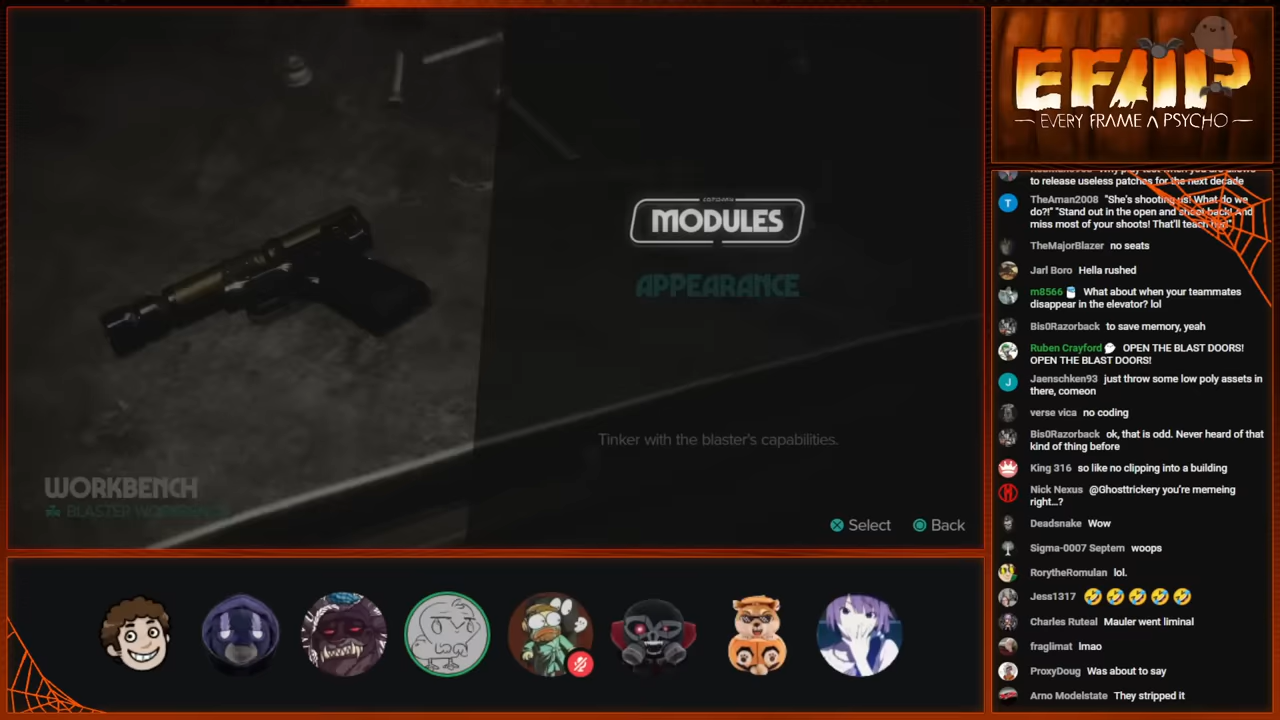 EFAP
EVERY FRAME A PSYCHO
MODULES
APPEARANCE
Tinker with the blaster's capabilities.
WORKBENCH
BLASTER WORKBENCH
Select
Back
to release useless patches for the next decade
TheAman2008 "She's shooting us! What do we
do?!" "Stand out in the open and shoot back! And
miss most of your shots! That'll teach her!"
TheMajorBlazer no seats
Jarl Boro Hella rushed
m8566 What about when your teammates
disappear in the elevator? lol
Bis0Razorback to save memory, yeah
Ruben Crayford OPEN THE BLAST DOORS!
OPEN THE BLAST DOORS!
Jaenschken93 just throw some low poly assets in
there, comeon
verse vica no coding
Bis0Razorback ok, that is odd. Never heard of that
kind of thing before
King 316 so like no clipping into a building
Nick Nexus @Ghosttrickery you're memeing
right...?
Deadsnake Wow
Sigma-0007 Septem woops
RorytheRomulan lol.
Jess1317 🤣🤣🤣🤣🤣
Charles Ruteal Mauler went liminal
fraglimat lmao
ProxyDoug Was about to say
Arno Modelstate They stripped it